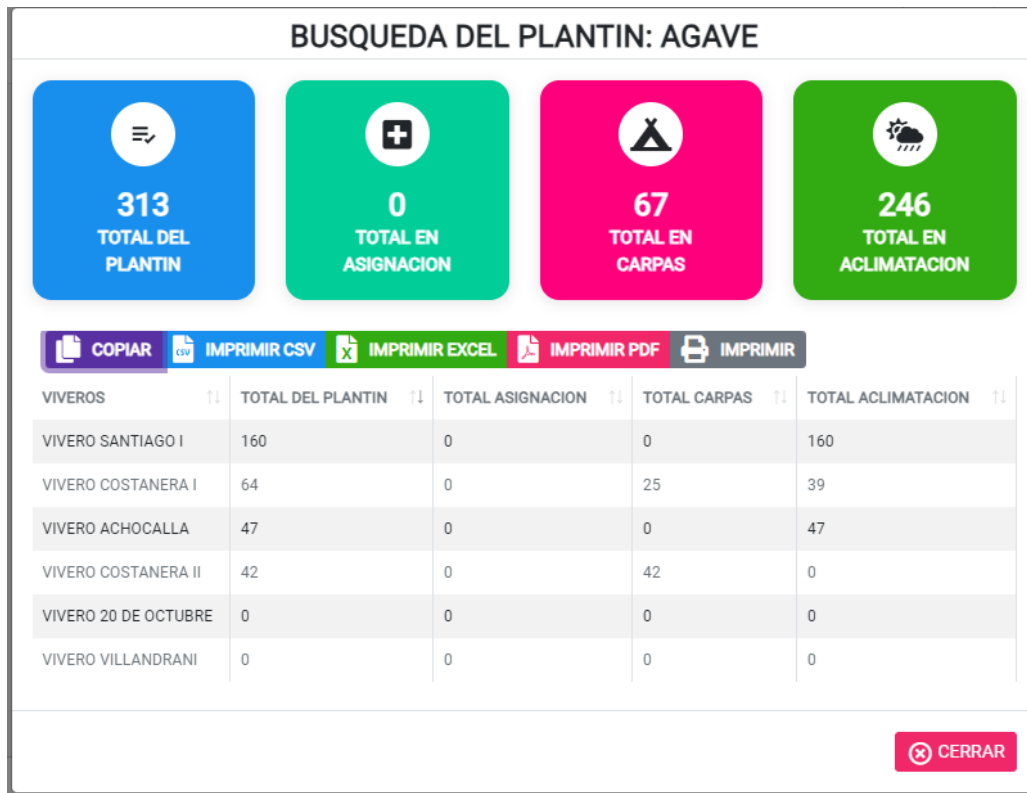 BUSQUEDA DEL PLANTIN: AGAVE
313
TOTAL DEL
PLANTIN
0
TOTAL EN
ASIGNACION
67
TOTAL EN
CARPAS
246
TOTAL EN
ACLIMATACION
COPIAR CSV IMPRIMIR CSV X IMPRIMIR EXCEL IMPRIMIR PDF IMPRIMIR
VIVEROS TOTAL DEL PLANTIN TOTAL ASIGNACION TOTAL CARPAS TOTAL ACLIMATACION
VIVERO SANTIAGO I 160 0 0 160
VIVERO COSTANERA I 64 0 25 39
VIVERO ACHOCALLA 47 0 0 47
VIVERO COSTANERA II 42 0 42 0
VIVERO 20 DE OCTUBRE 0 0 0 0
VIVERO VILLANDRANI 0 0 0 0
CERRAR